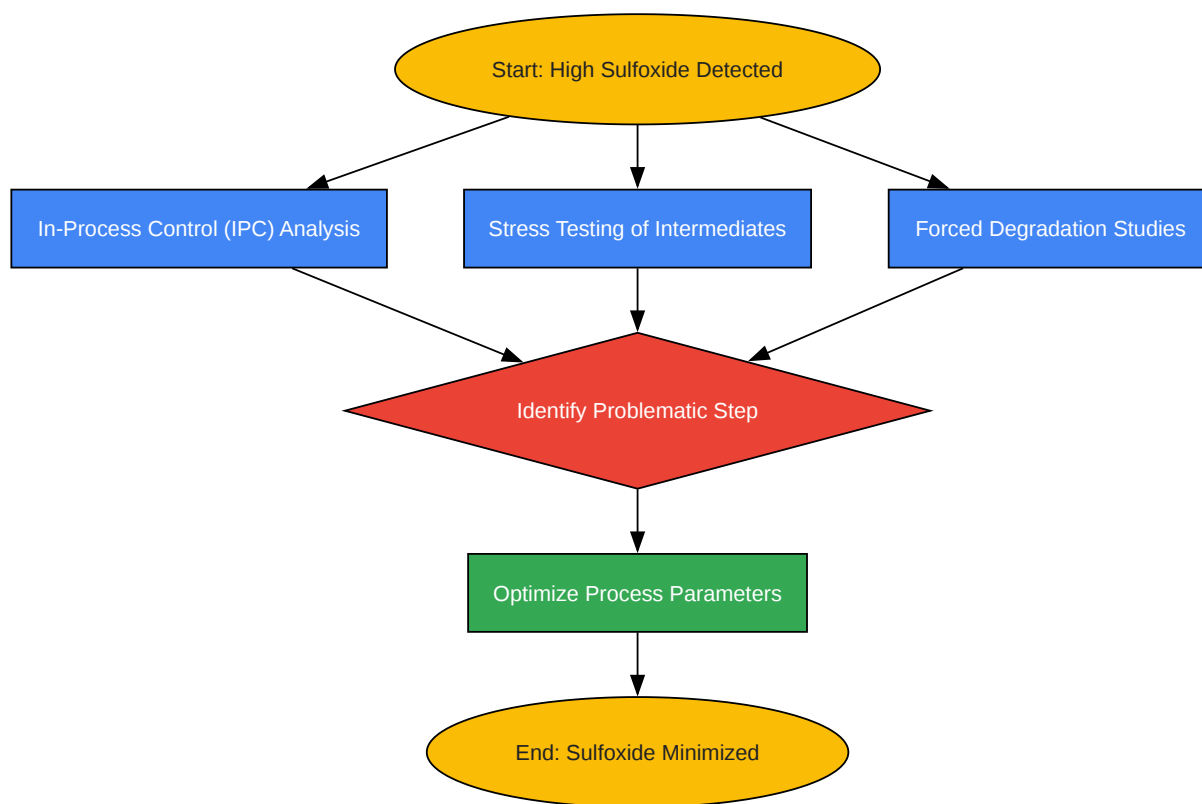 Start: High Sulfoxide Detected
In-Process Control (IPC) Analysis
Stress Testing of Intermediates
Forced Degradation Studies
Identify Problematic Step
Optimize Process Parameters
End: Sulfoxide Minimized